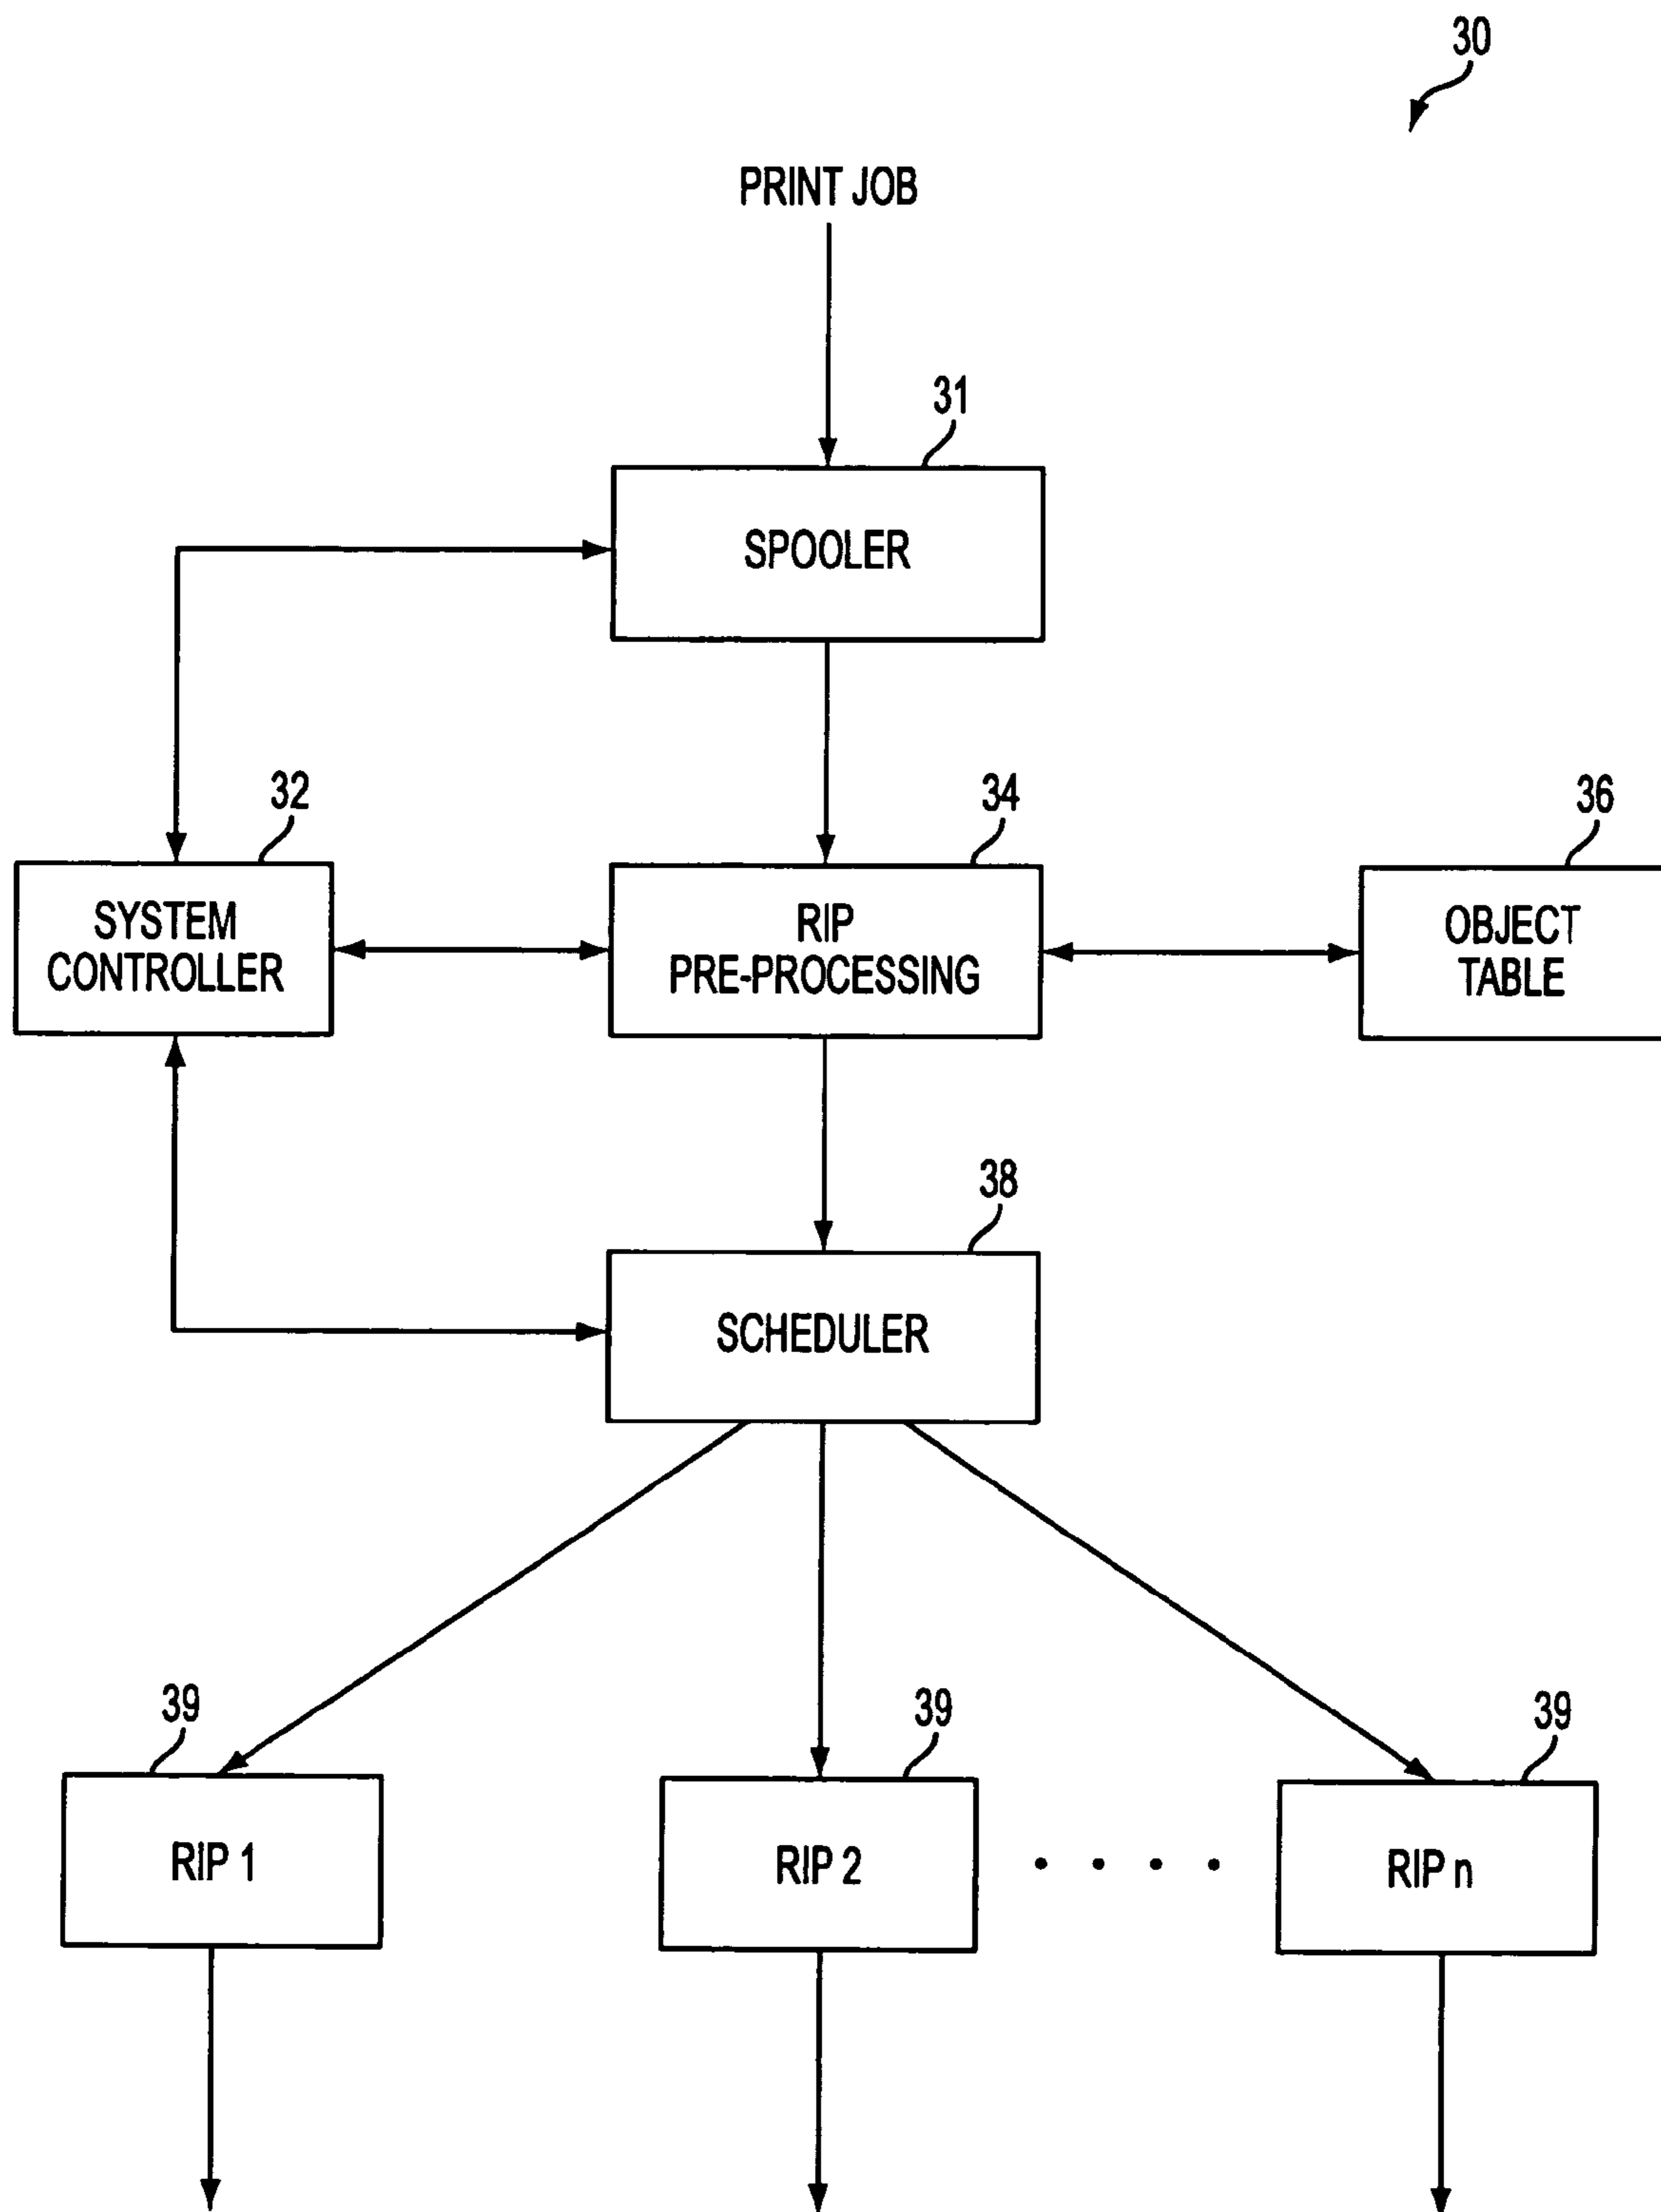 30
PRINT JOB
31
SPOOLER
32
34
36
SYSTEM
CONTROLLER
RIP
PRE-PROCESSING
OBJECT
TABLE
38
SCHEDULER
39
39
39
RIP 1
RIP 2
. . . .
RIP n